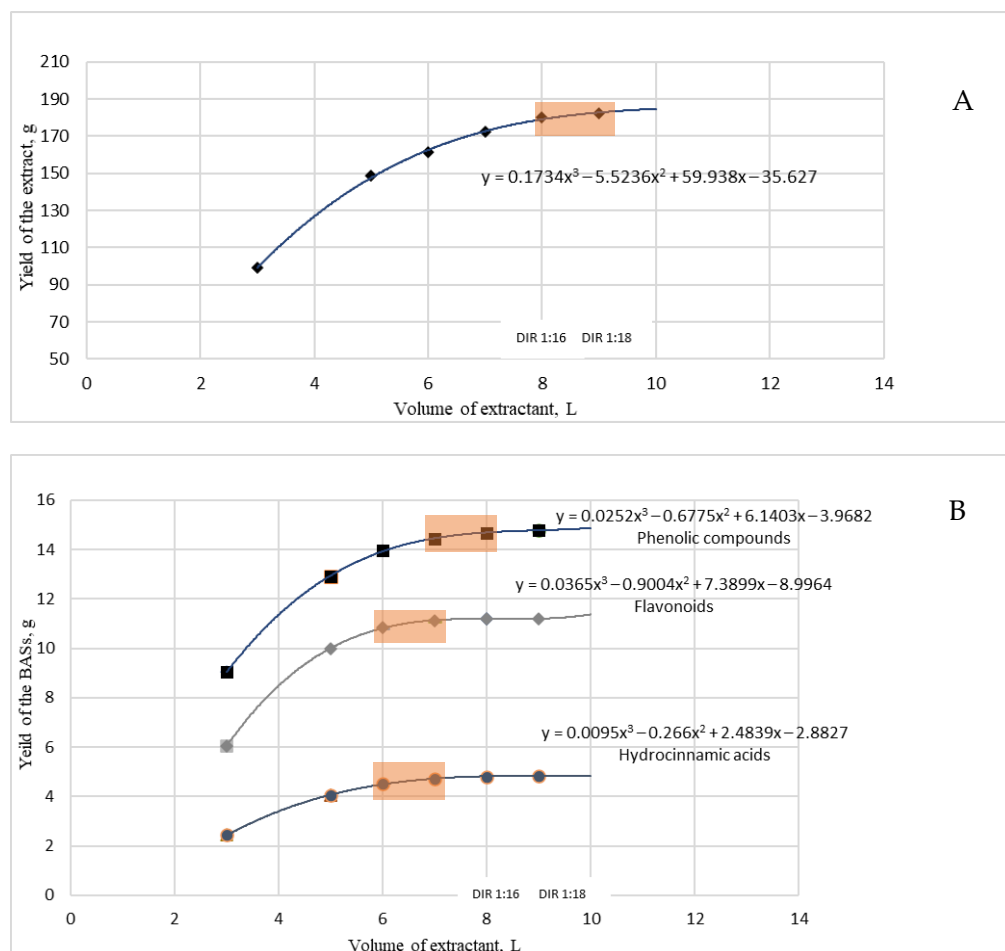 A
210
190
170
150
130
110
90
70
50
Yield of the extract, g
y = 0.1734x³ − 5.5236x² + 59.938x − 35.627
DIR 1:16 DIR 1:18
0 2 4 6 8 10 12 14
Volume of extractant, L
B
16
14
12
10
8
6
4
2
0
Yeild of the BASs, g
y = 0.0252x³ − 0.6775x² + 6.1403x − 3.9682
Phenolic compounds
y = 0.0365x³ − 0.9004x² + 7.3899x − 8.9964
Flavonoids
y = 0.0095x³ − 0.266x² + 2.4839x − 2.8827
Hydrocinnamic acids
DIR 1:16 DIR 1:18
0 2 4 6 8 10 12 14
Volume of extractant, L